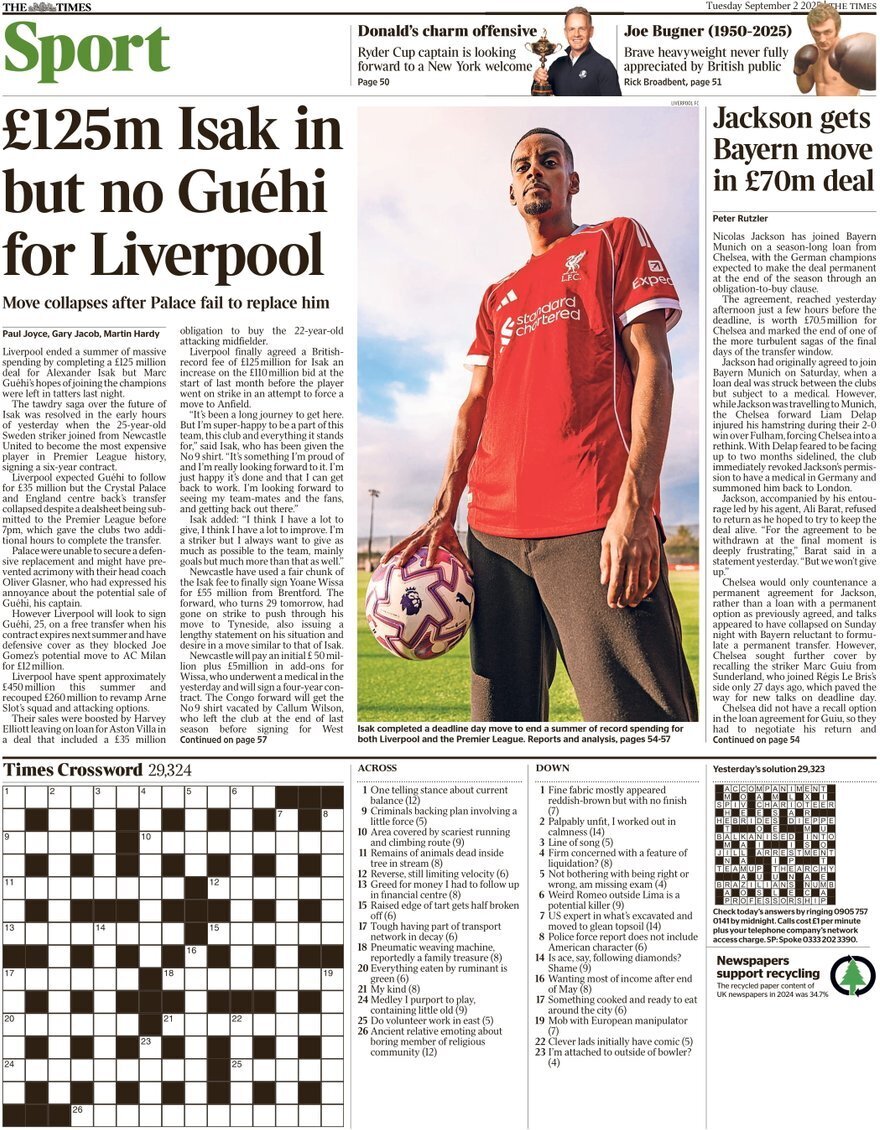 THE TIMES
Tuesday September 2 2025
THE TIMES
Sport
Donald's charm offensive
Ryder Cup captain is looking
forward to a New York welcome
Page 50
Joe Bugner (1950-2025)
Brave heavyweight never fully
appreciated by British public
Rick Broadbent, page 51
£125m Isak in
but no Guéhi
for Liverpool
Move collapses after Palace fail to replace him
Paul Joyce, Gary Jacob, Martin Hardy
Liverpool ended a summer of massive
spending by completing a £125 million
deal for Alexander Isak but Marc
Guéhi's hopes of joining the champions
were left in tatters last night.
The tawdry saga over the future of
Isak was resolved in the early hours
of yesterday when the 25-year-old
Sweden striker joined from Newcastle
United to become the most expensive
player in Premier League history,
signing a six-year contract.
Liverpool expected Guéhi to follow
for £35 million but the Crystal Palace
and England centre back's transfer
collapsed despite a dealsheet being sub-
mitted to the Premier League before
7pm, which gave the clubs two addi-
tional hours to complete the transfer.
Palace were unable to secure a defen-
sive replacement and might have pre-
vented acrimony with their head coach
Oliver Glasner, who had expressed his
annoyance about the potential sale of
Guéhi, his captain.
However Liverpool will look to sign
Guéhi, 25, on a free transfer when his
contract expires next summer and have
defensive cover as they blocked Joe
Gomez's potential move to AC Milan
for £12 million.
Liverpool have spent approximately
£450 million this summer and
recouped £260 million to revamp Arne
Slot's squad and attacking options.
Their sales were boosted by Harvey
Elliott leaving on loan for Aston Villa in
a deal that included a £35 million
obligation to buy the 22-year-old
attacking midfielder.
Liverpool finally agreed a British-
record fee of £125 million for Isak an
increase on the £110 million bid at the
start of last month before the player
went on strike in an attempt to force a
move to Anfield.
"It's been a long journey to get here.
But I'm super-happy to be a part of this
team, this club and everything it stands
for," said Isak, who has been given the
No 9 shirt. "It's something I'm proud of
and I'm really looking forward to it. I'm
just happy it's done and that I can get
back to work. I'm looking forward to
seeing my team-mates and the fans,
and getting back out there."
Isak added: "I think I have a lot to
give, I think I have a lot to improve. I'm
a striker but I always want to give as
much as possible to the team, mainly
goals but much more than that as well."
Newcastle have used a fair chunk of
the Isak fee to finally sign Yoane Wissa
for £55 million from Brentford. The
forward, who turns 29 tomorrow, had
gone on strike to push through his
move to Tyneside, also issuing a
lengthy statement on his situation and
desire in a move similar to that of Isak.
Newcastle will pay an initial £50 mil-
lion plus £5million in add-ons for
Wissa, who underwent a medical in the
yesterday and will sign a four-year con-
tract. The Congo forward will get the
No 9 shirt vacated by Callum Wilson,
who left the club at the end of last
season before signing for West
Continued on page 57
LIVERPOOL FC
L.F.C.
Exped
standard
chartered
Isak completed a deadline day move to end a summer of record spending for
both Liverpool and the Premier League. Reports and analysis, pages 54-57
Jackson gets
Bayern move
in £70m deal
Peter Rutzler
Nicolas Jackson has joined Bayern
Munich on a season-long loan from
Chelsea, with the German champions
expected to make the deal permanent
at the end of the season through an
obligation-to-buy clause.
The agreement, reached yesterday
afternoon just a few hours before the
deadline, is worth £70.5 million for
Chelsea and marked the end of one of
the more turbulent sagas of the final
days of the transfer window.
Jackson had originally agreed to join
Bayern Munich on Saturday, when a
loan deal was struck between the clubs
but subject to a medical. However,
while Jackson was travelling to Munich,
the Chelsea forward Liam Delap
injured his hamstring during their 2-0
win over Fulham, forcing Chelsea into a
rethink. With Delap feared to be facing
up to two months sidelined, the club
immediately revoked Jackson's permis-
sion to have a medical in Germany and
summoned him back to London.
Jackson, accompanied by his entou-
rage led by his agent, Ali Barat, refused
to return as he hoped to try to keep the
deal alive. "For the agreement to be
withdrawn at the final moment is
deeply frustrating," Barat said in a
statement yesterday. "But we won't give
up."
Chelsea would only countenance a
permanent agreement for Jackson,
rather than a loan with a permanent
option as previously agreed, and talks
appeared to have collapsed on Sunday
night with Bayern reluctant to formu-
late a permanent transfer. However,
Chelsea sought further cover by
recalling the striker Marc Guiu from
Sunderland, who joined Régis Le Bris's
side only 27 days ago, which paved the
way for new talks on deadline day.
Chelsea did not have a recall option
in the loan agreement for Guiu, so they
had to negotiate his return and
Continued on page 54
Times Crossword 29,324
1 2 3 4 5 6
7 8
9 10
11 12
13 14 15
16
17 18 19
20 21 22
23
24 25
26
ACROSS
1 One telling stance about current
balance (12)
9 Criminals backing plan involving a
little force (5)
10 Area covered by scariest running
and climbing route (9)
11 Remains of animals dead inside
tree in stream (8)
12 Reverse, still limiting velocity (6)
13 Greed for money I had to follow up
in financial centre (8)
15 Raised edge of tart gets half broken
off (6)
17 Tough having part of transport
network in decay (6)
18 Pneumatic weaving machine,
reportedly a family treasure (8)
20 Everything eaten by ruminant is
green (6)
21 My kind (8)
24 Medley I purport to play,
containing little old (9)
25 Do volunteer work in east (5)
26 Ancient relative emoting about
boring member of religious
community (12)
DOWN
1 Fine fabric mostly appeared
reddish-brown but with no finish
(7)
2 Palpably unfit, I worked out in
calmness (14)
3 Line of song (5)
4 Firm concerned with a feature of
liquidation? (8)
5 Not bothering with being right or
wrong, am missing exam (4)
6 Weird Romeo outside Lima is a
potential killer (9)
7 US expert in what's excavated and
moved to glean topsoil (14)
8 Police force report does not include
American character (6)
14 Is ace, say, following diamonds?
Shame (9)
16 Wanting most of income after end
of May (8)
17 Something cooked and ready to eat
around the city (6)
19 Mob with European manipulator
(7)
22 Clever lads initially have comic (5)
23 I'm attached to outside of bowler?
(4)
Yesterday's solution 29,323
ACCOMPANIMENT
CHARIOTEER
HEBRIDES DIEPPE
BALKANISED INTO
JILL ARRESTMENT
TEAMUP THEARCHY
BRAZILIANS NUMB
PROFESSORSHIP
Check today's answers by ringing 0905 757
0141 by midnight. Calls cost £1 per minute
plus your telephone company's network
access charge. SP: Spoke 0333 202 3390.
Newspapers
support recycling
The recycled paper content of
UK newspapers in 2024 was 34.7%